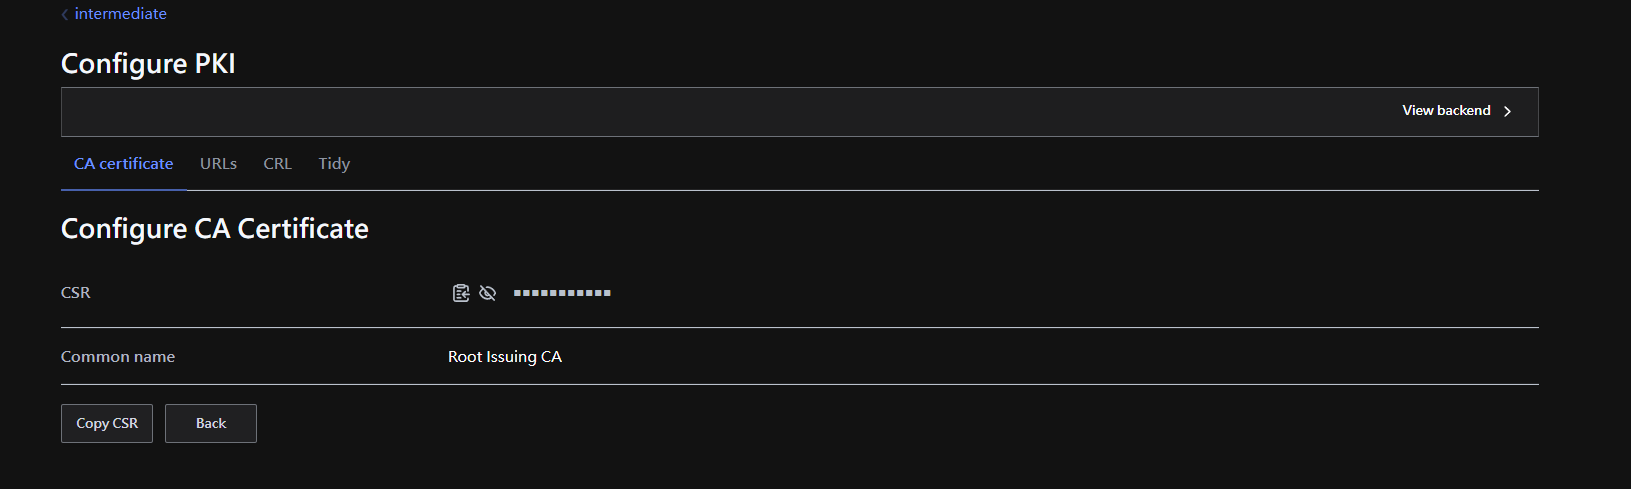 intermediate
Configure PKI
View backend
CA certificate URLs CRL Tidy
Configure CA Certificate
CSR
Common name Root Issuing CA
Copy CSR Back